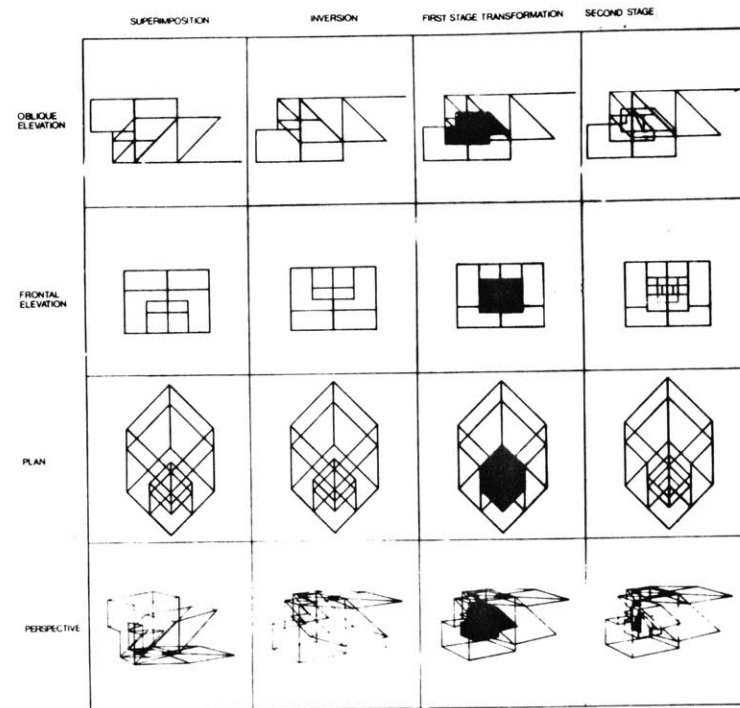 SUPERIMPOSITION
INVERSION
FIRST STAGE TRANSFORMATION
SECOND STAGE
OBLIQUE
ELEVATION
FRONTAL
ELEVATION
PLAN
PERSPECTIVE